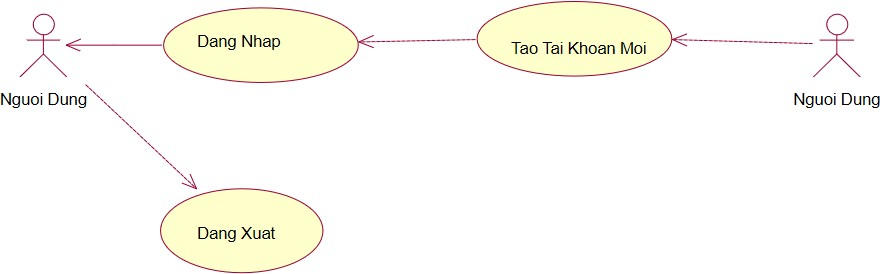 Dang Nhap
Tao Tai Khoan Moi
Nguoi Dung
Nguoi Dung
Dang Xuat